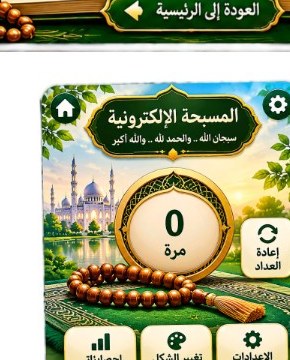 العودة إلى الرئيسية
المسبحة الإلكترونية
سبحان الله .. والحمد لله .. والله أكبر
0
مرة
إعادة
العداد
تغيير الشكل
الإعدادات